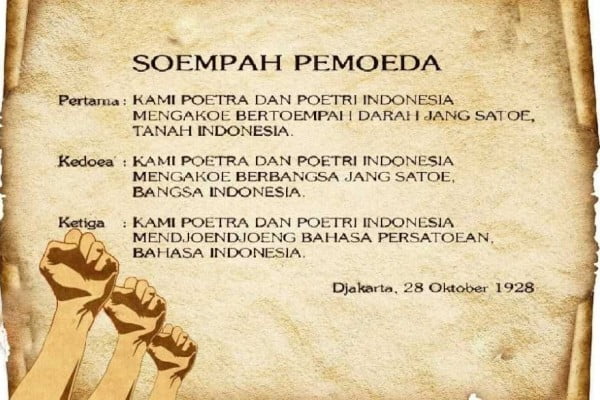 SOEMPAH PEMOEDA
Pertama : KAMI POETRA DAN POETRI INDONESIA
MENGAKOE BERTOEMPAH DARAH JANG SATOE,
TANAH INDONESIA.
Kedoea : KAMI POETRA DAN POETRI INDONESIA
MENGAKOE BERBANGSA JANG SATOE,
BANGSA INDONESIA.
Ketiga : KAMI POETRA DAN POETRI INDONESIA
MENDJOENDJOENG BAHASA PERSATOEAN,
BAHASA INDONESIA.
Djakarta, 28 Oktober 1928